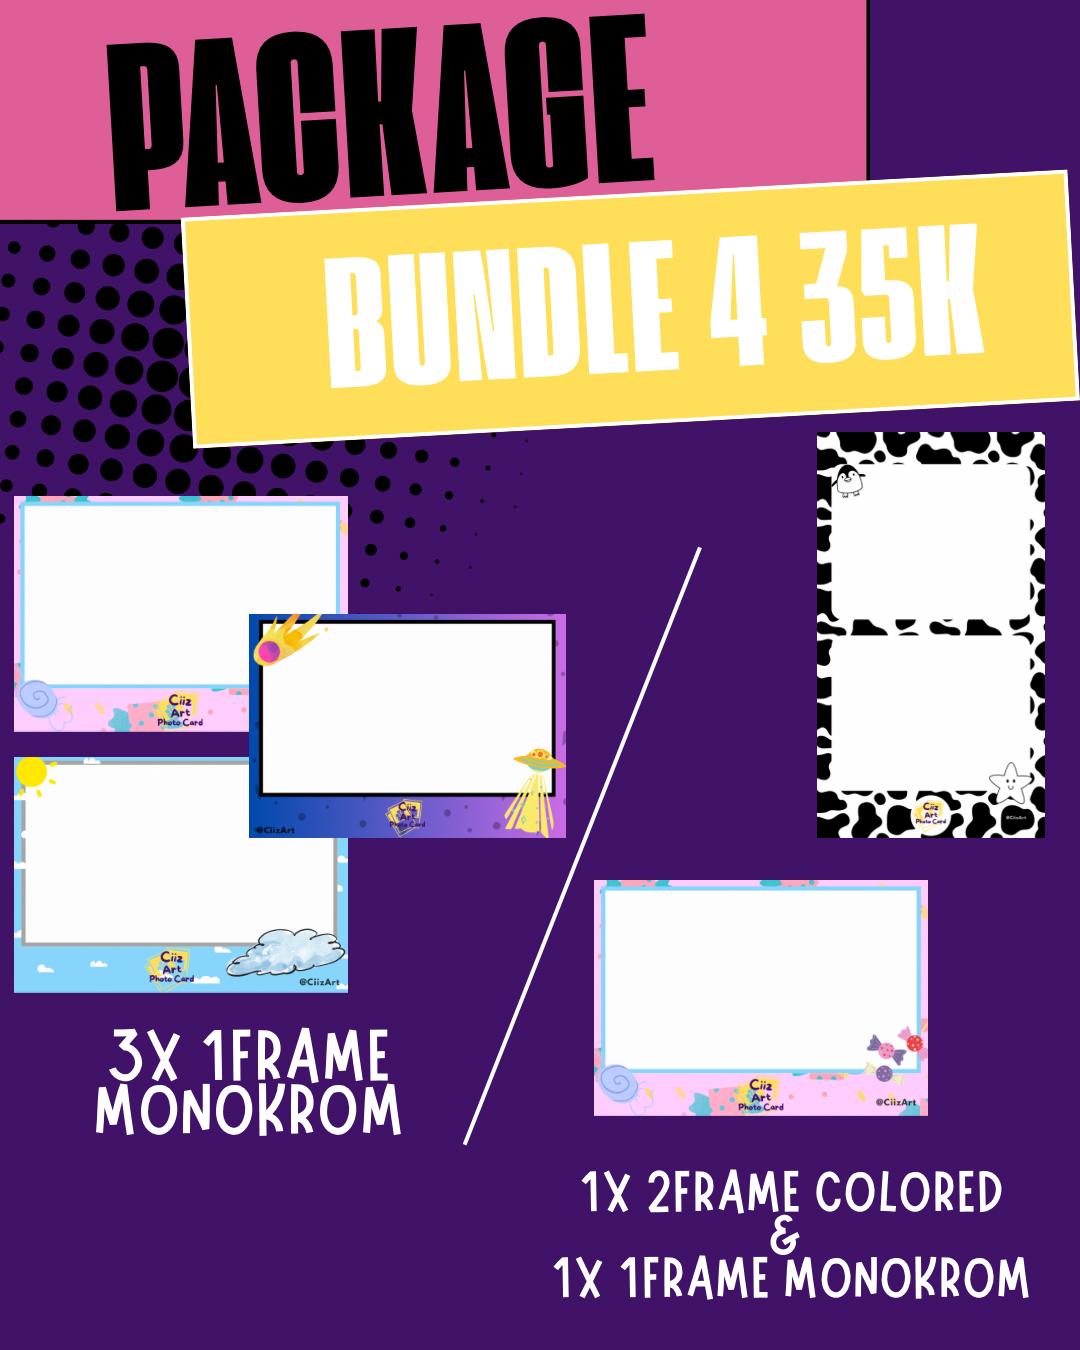 PACKAGE
BUNDLE 4 35K
Ciiz
Art
Photo Card
Ciiz
Art
Photo Card
@CiizArt
Ciiz
Art
Photo Card
@CiizArt
Ciiz
Art
Photo Card
@CiizArt
Ciiz
Art
Photo Card
@CiizArt
3X 1FRAME
MONOKROM
1X 2FRAME COLORED
&
1X 1FRAME MONOKROM